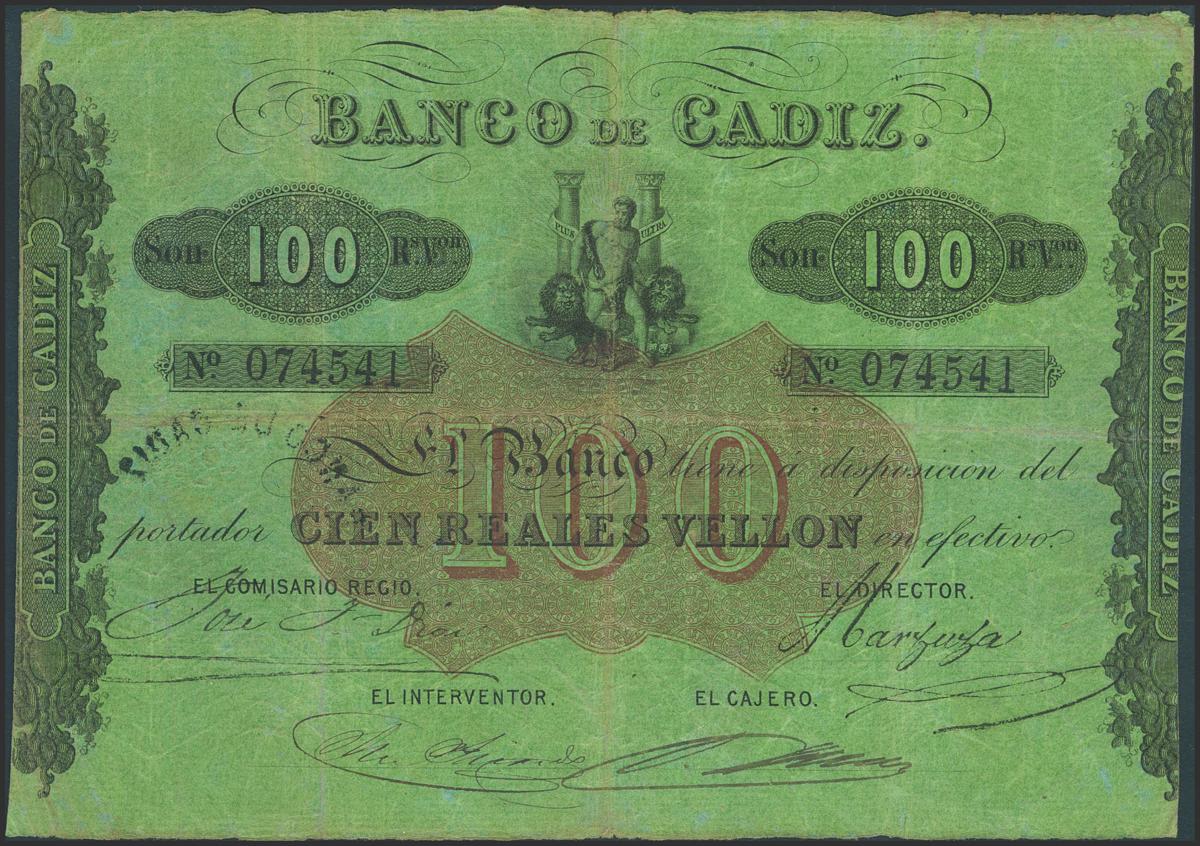 BANCO DE CADIZ.
PLUS ULTRA
Son 100 Rs. Von.
Son 100 Rs. Von.
No. 074541
No. 074541
BANCO DE CADIZ
BANCO DE CADIZ
100
El Banco tiene á disposicion del
portador CIEN REALES VELLON en efectivo.
EL COMISARIO REGIO.
EL DIRECTOR.
José
EL INTERVENTOR.
EL CAJERO.